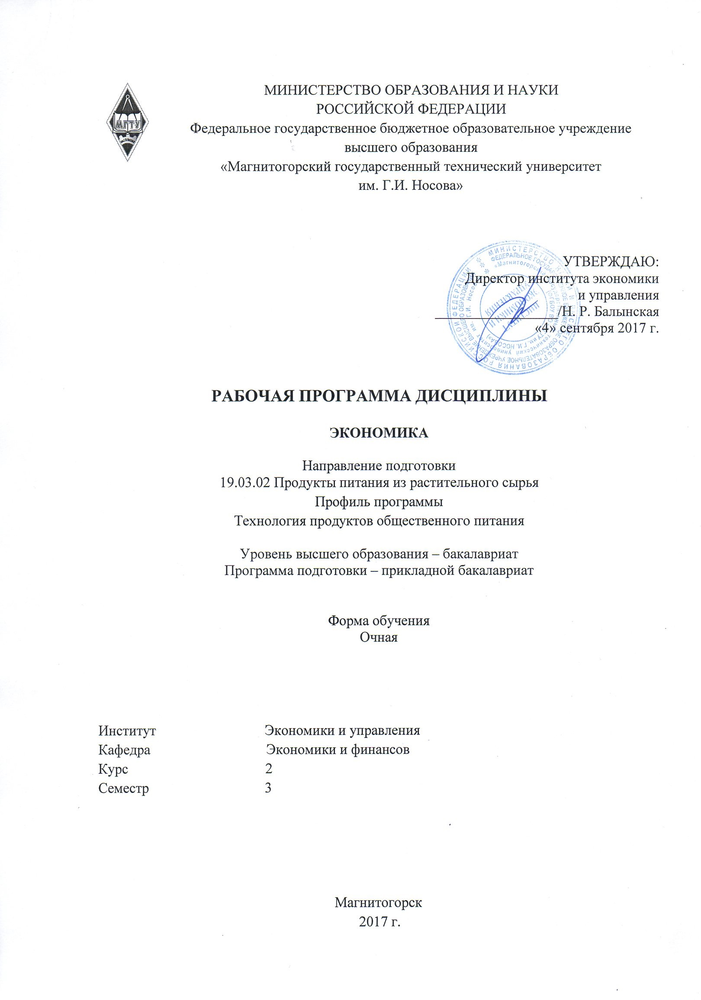 МГТУ
МИНИСТЕРСТВО ОБРАЗОВАНИЯ И НАУКИ
РОССИЙСКОЙ ФЕДЕРАЦИИ
Федеральное государственное бюджетное образовательное учреждение
высшего образования
«Магнитогорский государственный технический университет
им. Г.И. Носова»
УТВЕРЖДАЮ:
Директор института экономики
и управления
/Н. Р. Балынская
«4» сентября 2017 г.
РАБОЧАЯ ПРОГРАММА ДИСЦИПЛИНЫ
ЭКОНОМИКА
Направление подготовки
19.03.02 Продукты питания из растительного сырья
Профиль программы
Технология продуктов общественного питания
Уровень высшего образования – бакалавриат
Программа подготовки – прикладной бакалавриат
Форма обучения
Очная
Институт Экономики и управления
Кафедра Экономики и финансов
Курс 2
Семестр 3
Магнитогорск
2017 г.